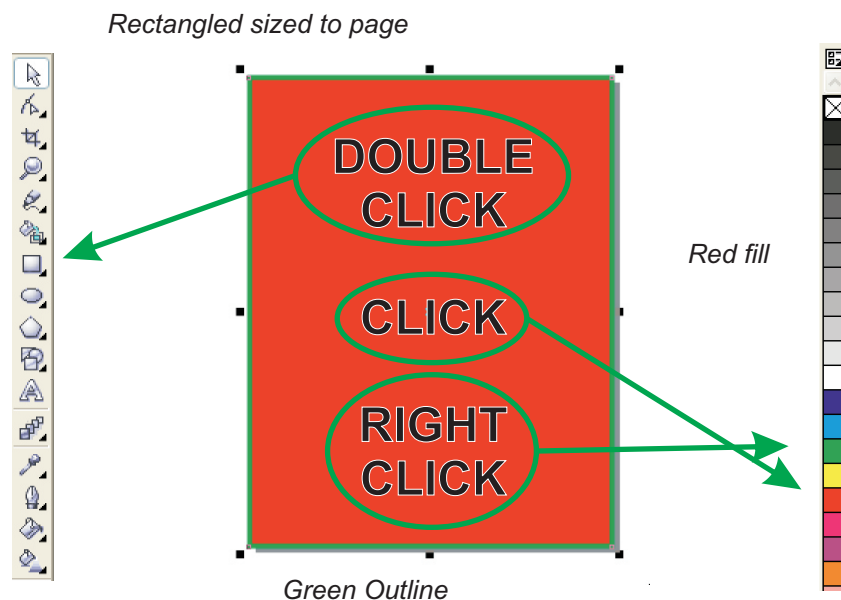 Rectangled sized to page
DOUBLE
CLICK
Red fill
CLICK
RIGHT
CLICK
Green Outline